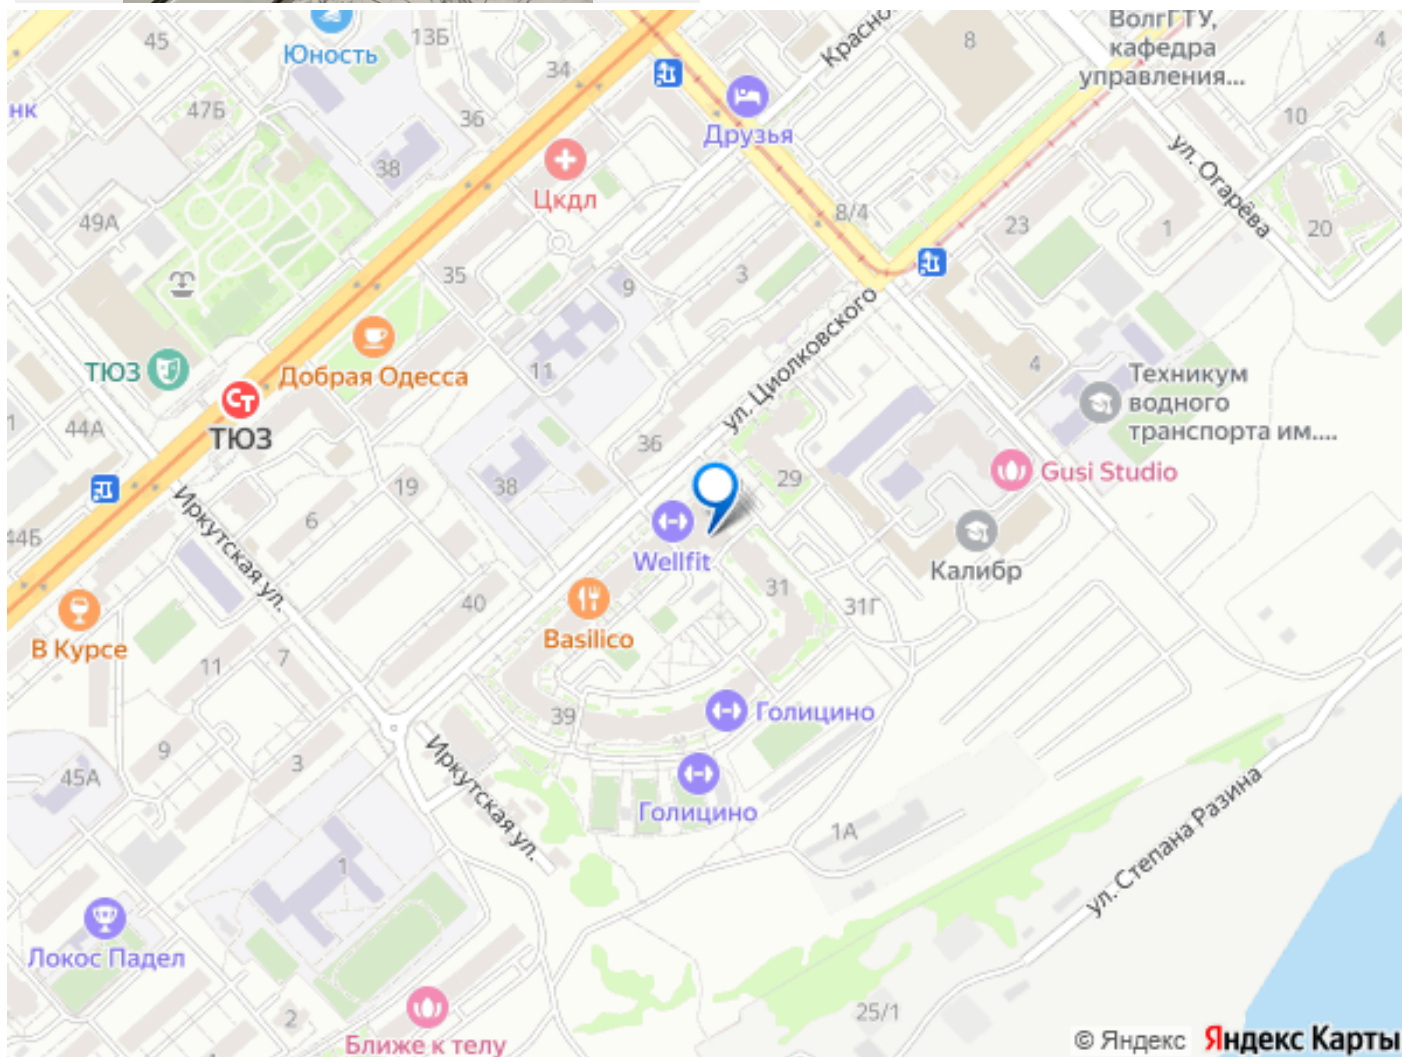 45
Юность
13Б
34
Красно
8
ВолгГТУ,
кафедра
управления...
4
нк
47Б
36
Друзья
10
38
Цкдл
ул. Огарёва
49А
8/4
23
1
20
35
9
3
ТЮЗ
Добрая Одесса
11
ул. Циолковского
4
Техникум
водного
транспорта им....
1
44А
СТ
ТЮЗ
36
19
38
29
Gusi Studio
Иркутская ул.
6
44Б
Wellfit
Калибр
40
31
31Г
Basilico
В Курсе
11
7
39
Голицино
9
3
45А
Иркутская ул.
Голицино
1А
ул. Степана Разина
1
Локос Падел
2
25/1
Ближе к телу
© Яндекс Яндекс Карты